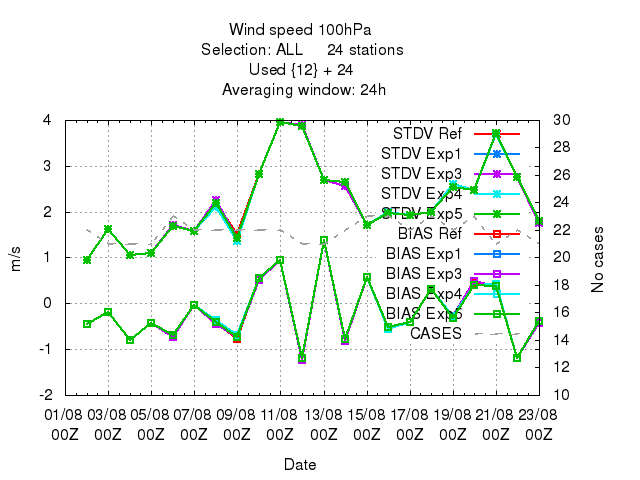 Wind speed 100hPa
Selection: ALL 24 stations
Used {12} + 24
Averaging window: 24h
4 30
3 28
2 26
1 24
0 22
-1 20
-2 18
16
14
12
10
m/s
No cases
STDV Ref
STDV Exp1
STDV Exp3
STDV Exp4
STDV Exp5
BIAS Ref
BIAS Exp1
BIAS Exp3
BIAS Exp4
BIAS Exp5
CASES
01/08 03/08 05/08 07/08 09/08 11/08 13/08 15/08 17/08 19/08 21/08 23/08
00Z 00Z 00Z 00Z 00Z 00Z 00Z 00Z 00Z 00Z 00Z 00Z
Date